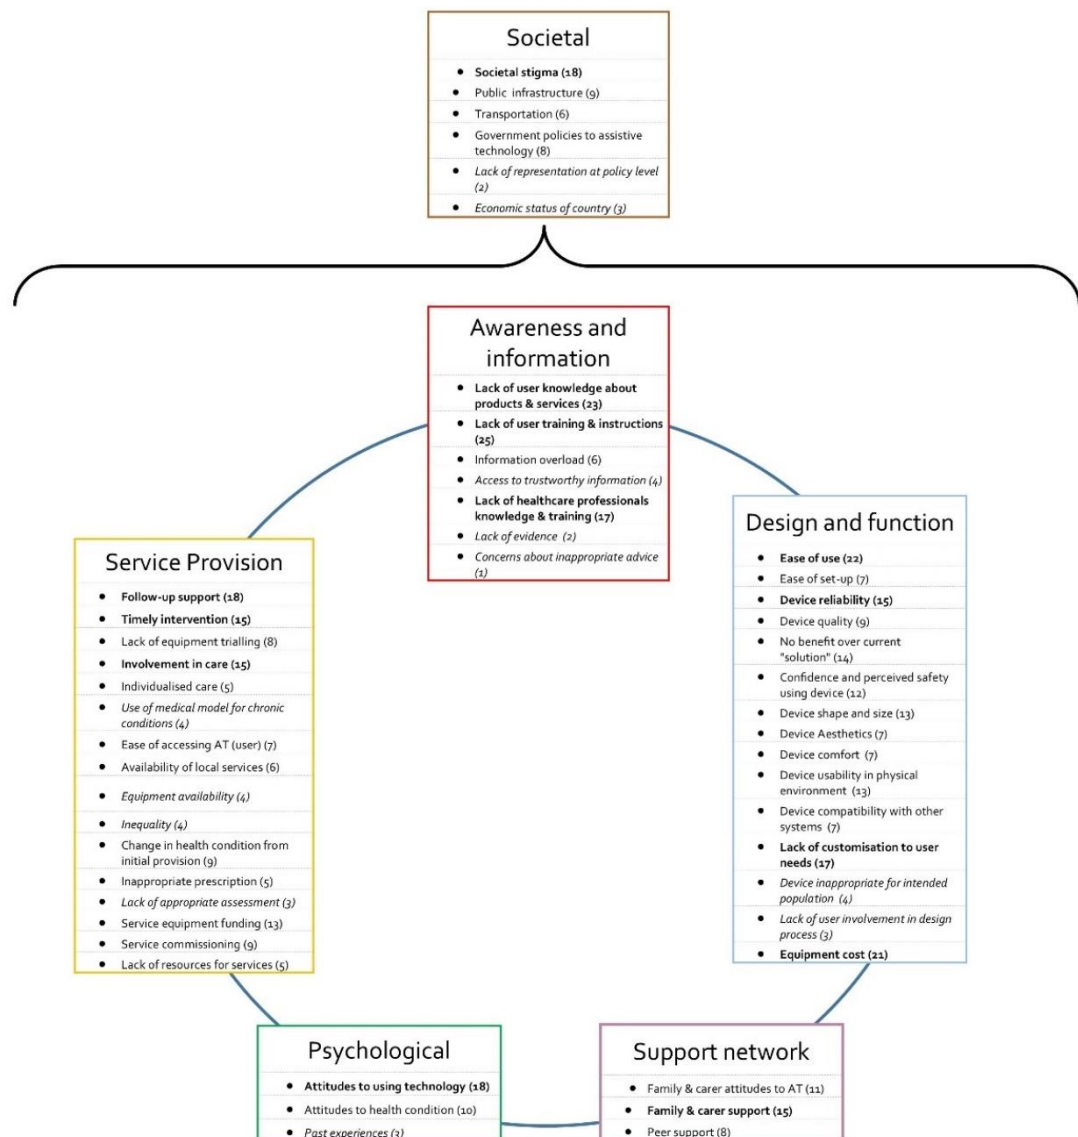 Societal
• Societal stigma (18)
• Public infrastructure (9)
• Transportation (6)
• Government policies to assistive
technology (8)
• Lack of representation at policy level
(2)
• Economic status of country (3)
Awareness and
information
• Lack of user knowledge about
products & services (23)
• Lack of user training & instructions
(25)
• Information overload (6)
• Access to trustworthy information (4)
• Lack of healthcare professionals
knowledge & training (17)
• Lack of evidence (2)
• Concerns about inappropriate advice
(1)
Design and function
• Ease of use (22)
• Ease of set-up (7)
• Device reliability (15)
• Device quality (9)
• No benefit over current
"solution" (14)
• Confidence and perceived safety
using device (12)
• Device shape and size (13)
• Device Aesthetics (7)
• Device comfort (7)
• Device usability in physical
environment (13)
• Device compatibility with other
systems (7)
• Lack of customisation to user
needs (17)
• Device inappropriate for intended
population (4)
• Lack of user involvement in design
process (3)
• Equipment cost (21)
Service Provision
• Follow-up support (18)
• Timely intervention (15)
• Lack of equipment trialling (8)
• Involvement in care (15)
• Individualised care (5)
• Use of medical model for chronic
conditions (4)
• Ease of accessing AT (user) (7)
• Availability of local services (6)
• Equipment availability (4)
• Inequality (4)
• Change in health condition from
initial provision (9)
• Inappropriate prescription (5)
• Lack of appropriate assessment (3)
• Service equipment funding (13)
• Service commissioning (9)
• Lack of resources for services (5)
Psychological
• Attitudes to using technology (18)
• Attitudes to health condition (10)
• Past experiences (3)
Support network
• Family & carer attitudes to AT (11)
• Family & carer support (15)
• Peer support (8)